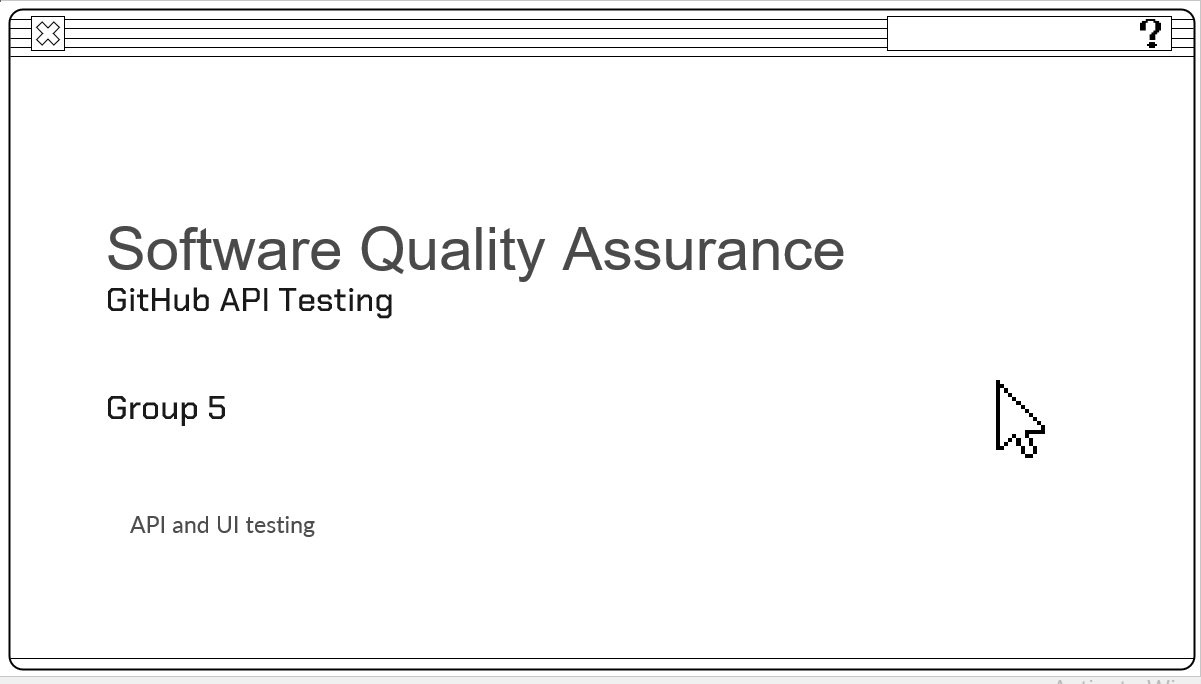 ?
Software Quality Assurance
GitHub API Testing
Group 5
API and UI testing